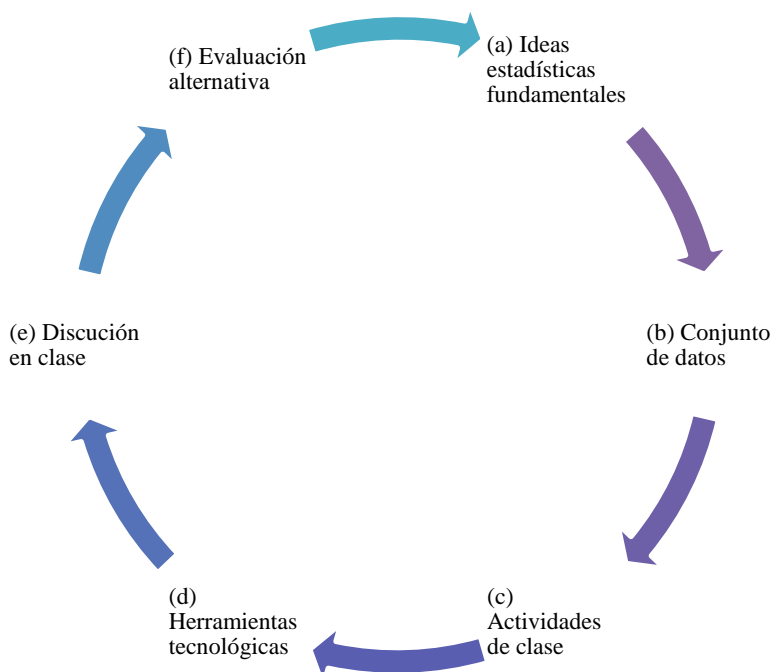 (a) Ideas
estadísticas
fundamentales
(b) Conjunto
de datos
(c)
Actividades
de clase
(d)
Herramientas
tecnológicas
(e) Discución
en clase
(f) Evaluación
alternativa